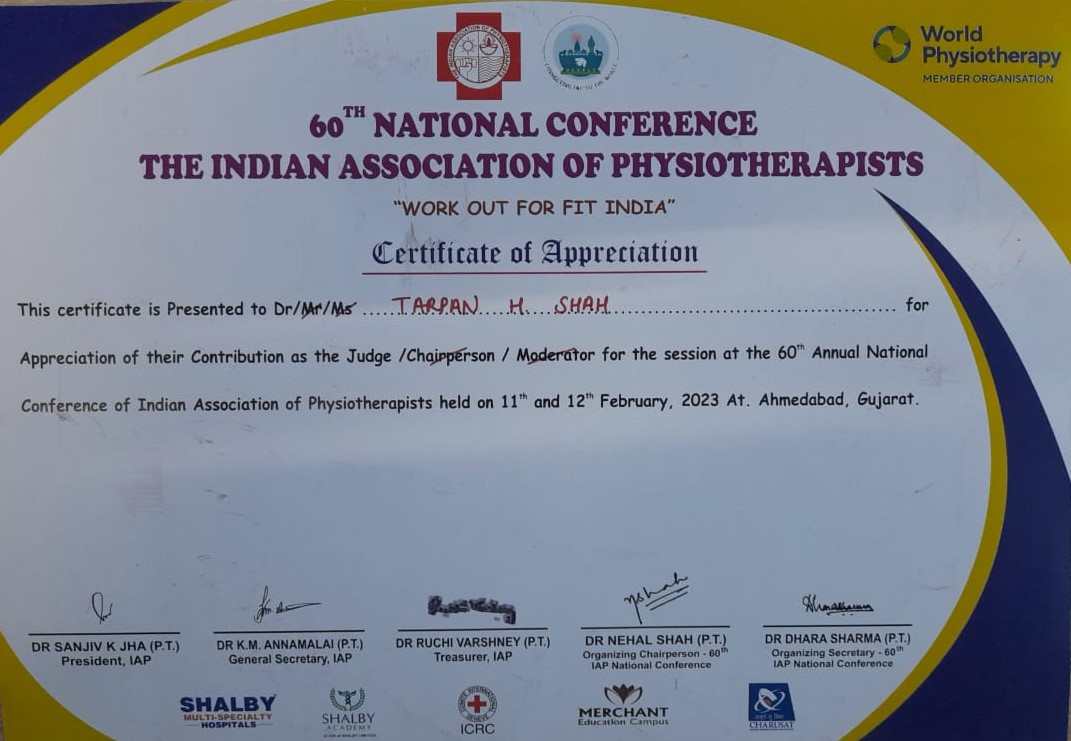 World
Physiotherapy
MEMBER ORGANISATION
60TH NATIONAL CONFERENCE
THE INDIAN ASSOCIATION OF PHYSIOTHERAPISTS
"WORK OUT FOR FIT INDIA"
Certificate of Appreciation
This certificate is Presented to Dr/Mr/Ms TARPAN H. SHAH for
Appreciation of their Contribution as the Judge /Chairperson / Moderator for the session at the 60th Annual National
Conference of Indian Association of Physiotherapists held on 11th and 12th February, 2023 At. Ahmedabad, Gujarat.
DR SANJIV K JHA (P.T.)
President, IAP
DR K.M. ANNAMALAI (P.T.)
General Secretary, IAP
DR RUCHI VARSHNEY (P.T.)
Treasurer, IAP
DR NEHAL SHAH (P.T.)
Organizing Chairperson - 60th
IAP National Conference
DR DHARA SHARMA (P.T.)
Organizing Secretary - 60th
IAP National Conference
SHALBY
MULTI-SPECIALTY
HOSPITALS
SHALBY
ACADEMY
ICRC
MERCHANT
Education Campus
CHARUSAT